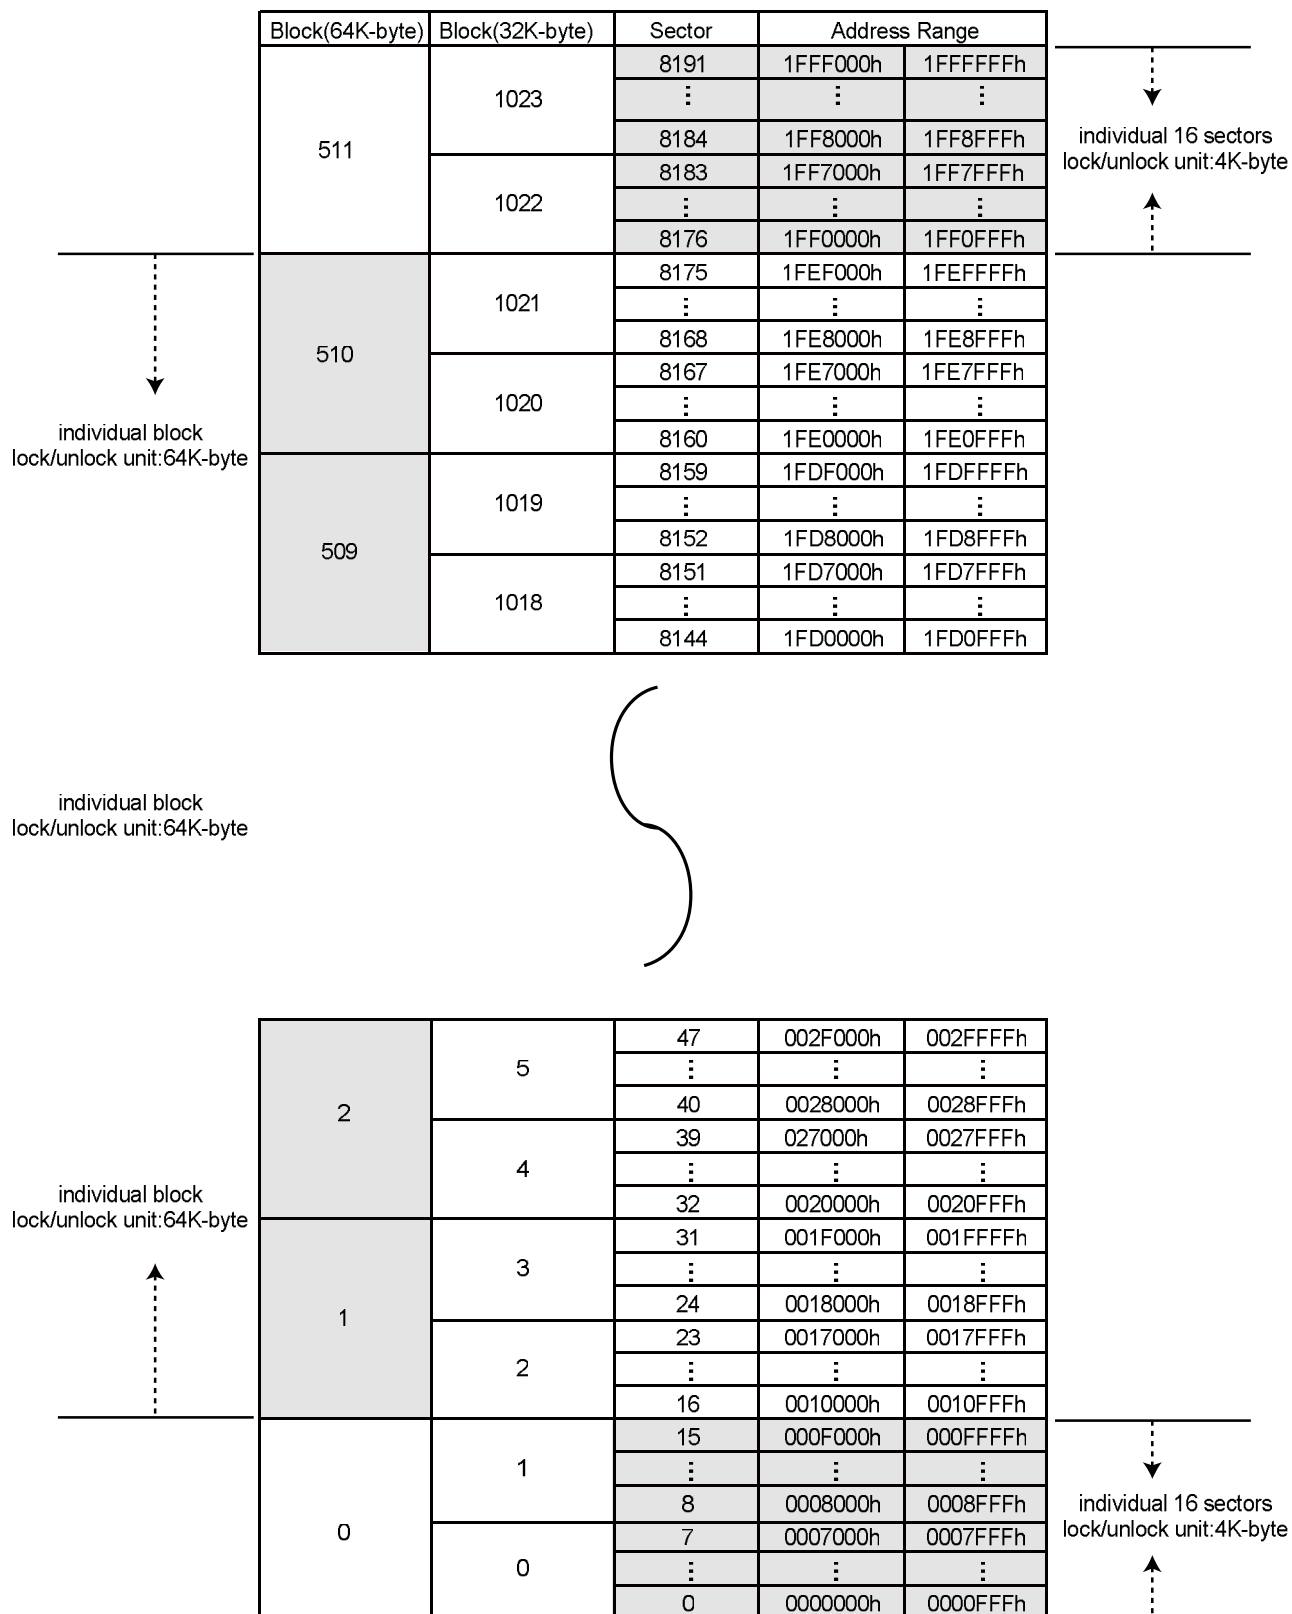 Block(64K-byte) Block(32K-byte) Sector Address Range
8191 1FFF000h 1FFFFFFh
1023
individual 16 sectors
lock/unlock unit:4K-byte
8184 1FF8000h 1FF8FFFh
511
8183 1FF7000h 1FF7FFFh
1022
8176 1FF0000h 1FF0FFFh
8175 1FEF000h 1FEFFFFh
1021
8168 1FE8000h 1FE8FFFh
510
8167 1FE7000h 1FE7FFFh
1020
individual block
lock/unlock unit:64K-byte
8160 1FE0000h 1FE0FFFh
8159 1FDF000h 1FDFFFFh
1019
8152 1FD8000h 1FD8FFFh
509
8151 1FD7000h 1FD7FFFh
1018
8144 1FD0000h 1FD0FFFh
individual block
lock/unlock unit:64K-byte
47 002F000h 002FFFFh
5
40 0028000h 0028FFFh
2
39 027000h 0027FFFh
4
individual block
lock/unlock unit:64K-byte
32 0020000h 0020FFFh
31 001F000h 001FFFFh
3
24 0018000h 0018FFFh
1
23 0017000h 0017FFFh
2
16 0010000h 0010FFFh
15 000F000h 000FFFFh
1
8 0008000h 0008FFFh
individual 16 sectors
lock/unlock unit:4K-byte
0
7 0007000h 0007FFFh
0
0 0000000h 0000FFFh